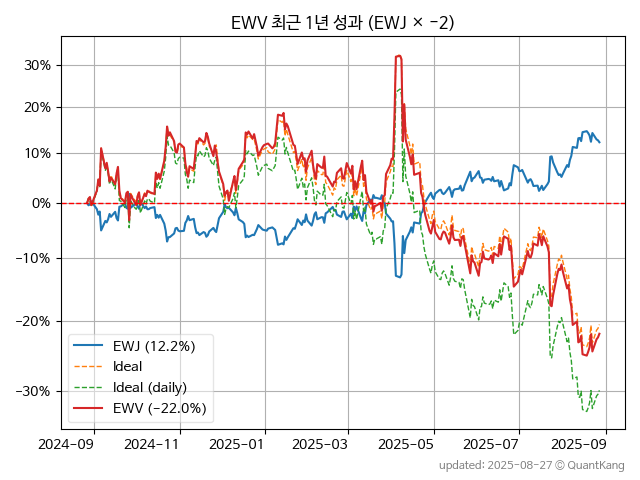 EWV 최근 1년 성과 (EWJ × −2)
30%
20%
10%
0%
−10%
−20%
−30%
EWJ (12.2%)
Ideal
Ideal (daily)
EWV (−22.0%)
2024-09 2024-11 2025-01 2025-03 2025-05 2025-07 2025-09
updated: 2025-08-27 © QuantKang